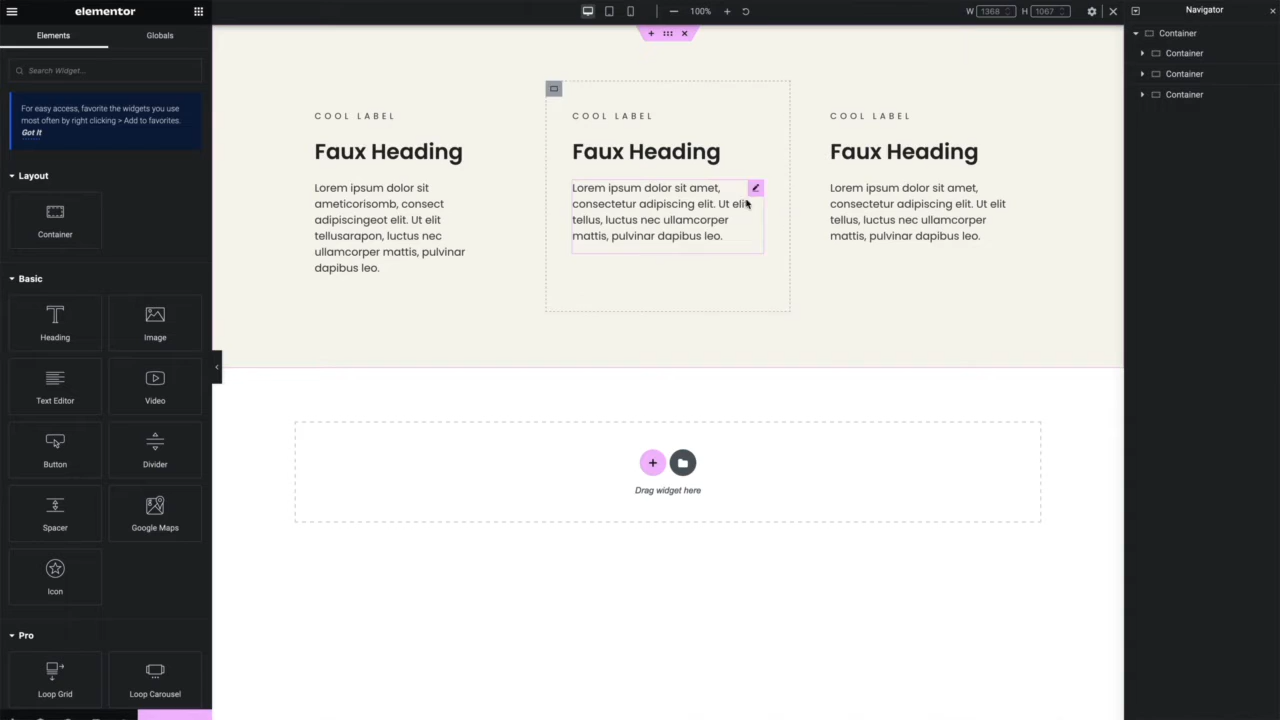 elementor
100%
W 1368 H 1067
Navigator
Elements Globals
Search Widget...
For easy access, favorite the widgets you use
most often by right clicking > Add to favorites.
Got It
Layout
Container
Basic
Heading
Image
Text Editor
Video
Button
Divider
Spacer
Google Maps
Icon
Pro
Loop Grid
Loop Carousel
COOL LABEL
Faux Heading
Lorem ipsum dolor sit
ameticorisomb, consect
adipiscingeot elit. Ut elit
tellusarapon, luctus nec
ullamcorper mattis, pulvinar
dapibus leo.
COOL LABEL
Faux Heading
Lorem ipsum dolor sit amet,
consectetur adipiscing elit. Ut elit
tellus, luctus nec ullamcorper
mattis, pulvinar dapibus leo.
COOL LABEL
Faux Heading
Lorem ipsum dolor sit amet,
consectetur adipiscing elit. Ut elit
tellus, luctus nec ullamcorper
mattis, pulvinar dapibus leo.
Drag widget here
Container
Container
Container
Container